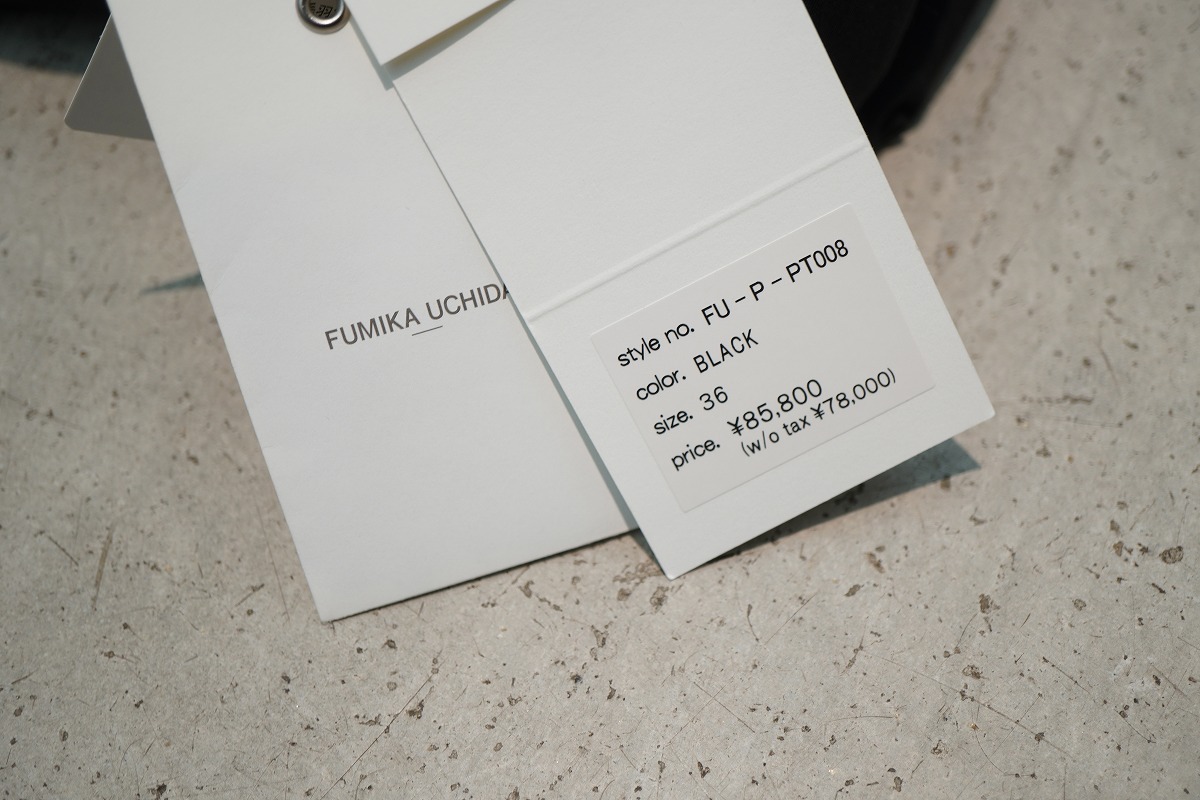 FUMIKA UCHIDA
style no. FU – P – PT008
color. BLACK
size. 36
price. ¥85,800
(w/o tax ¥78,000)